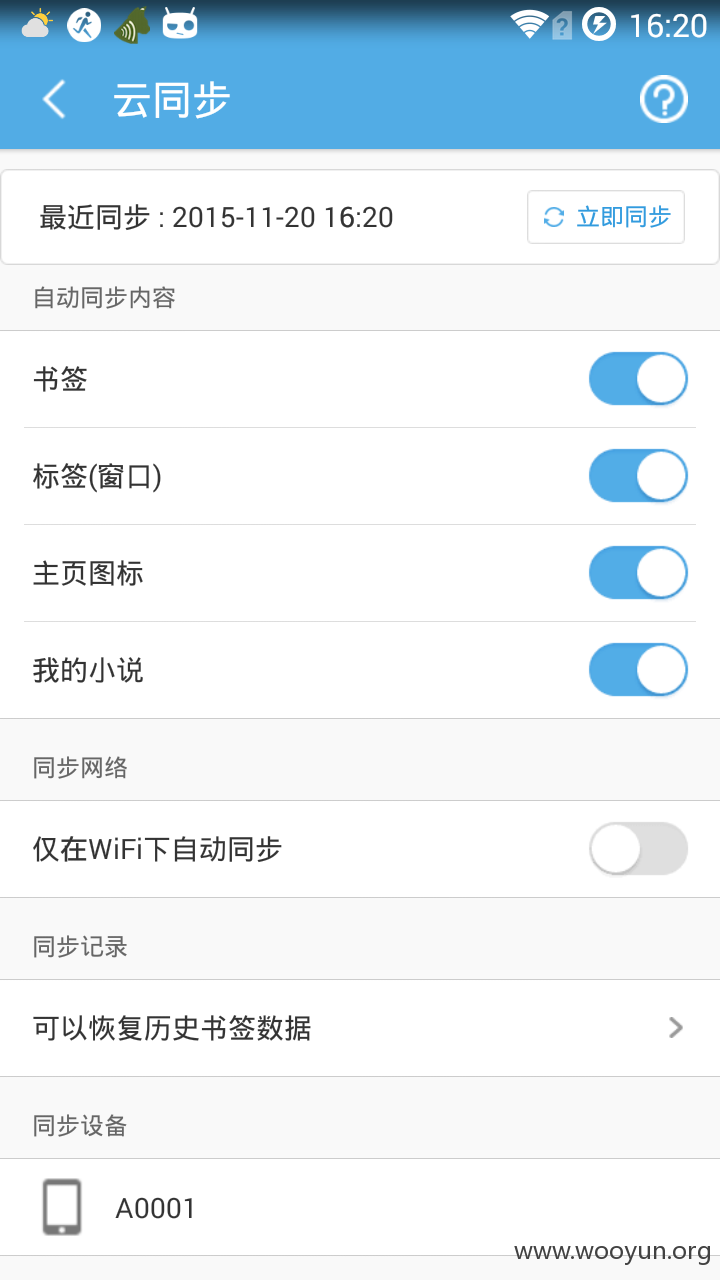 16:20
云同步
最近同步 : 2015-11-20 16:20
立即同步
自动同步内容
书签
标签(窗口)
主页图标
我的小说
同步网络
仅在WiFi下自动同步
同步记录
可以恢复历史书签数据
同步设备
A0001
www.wooyun.org